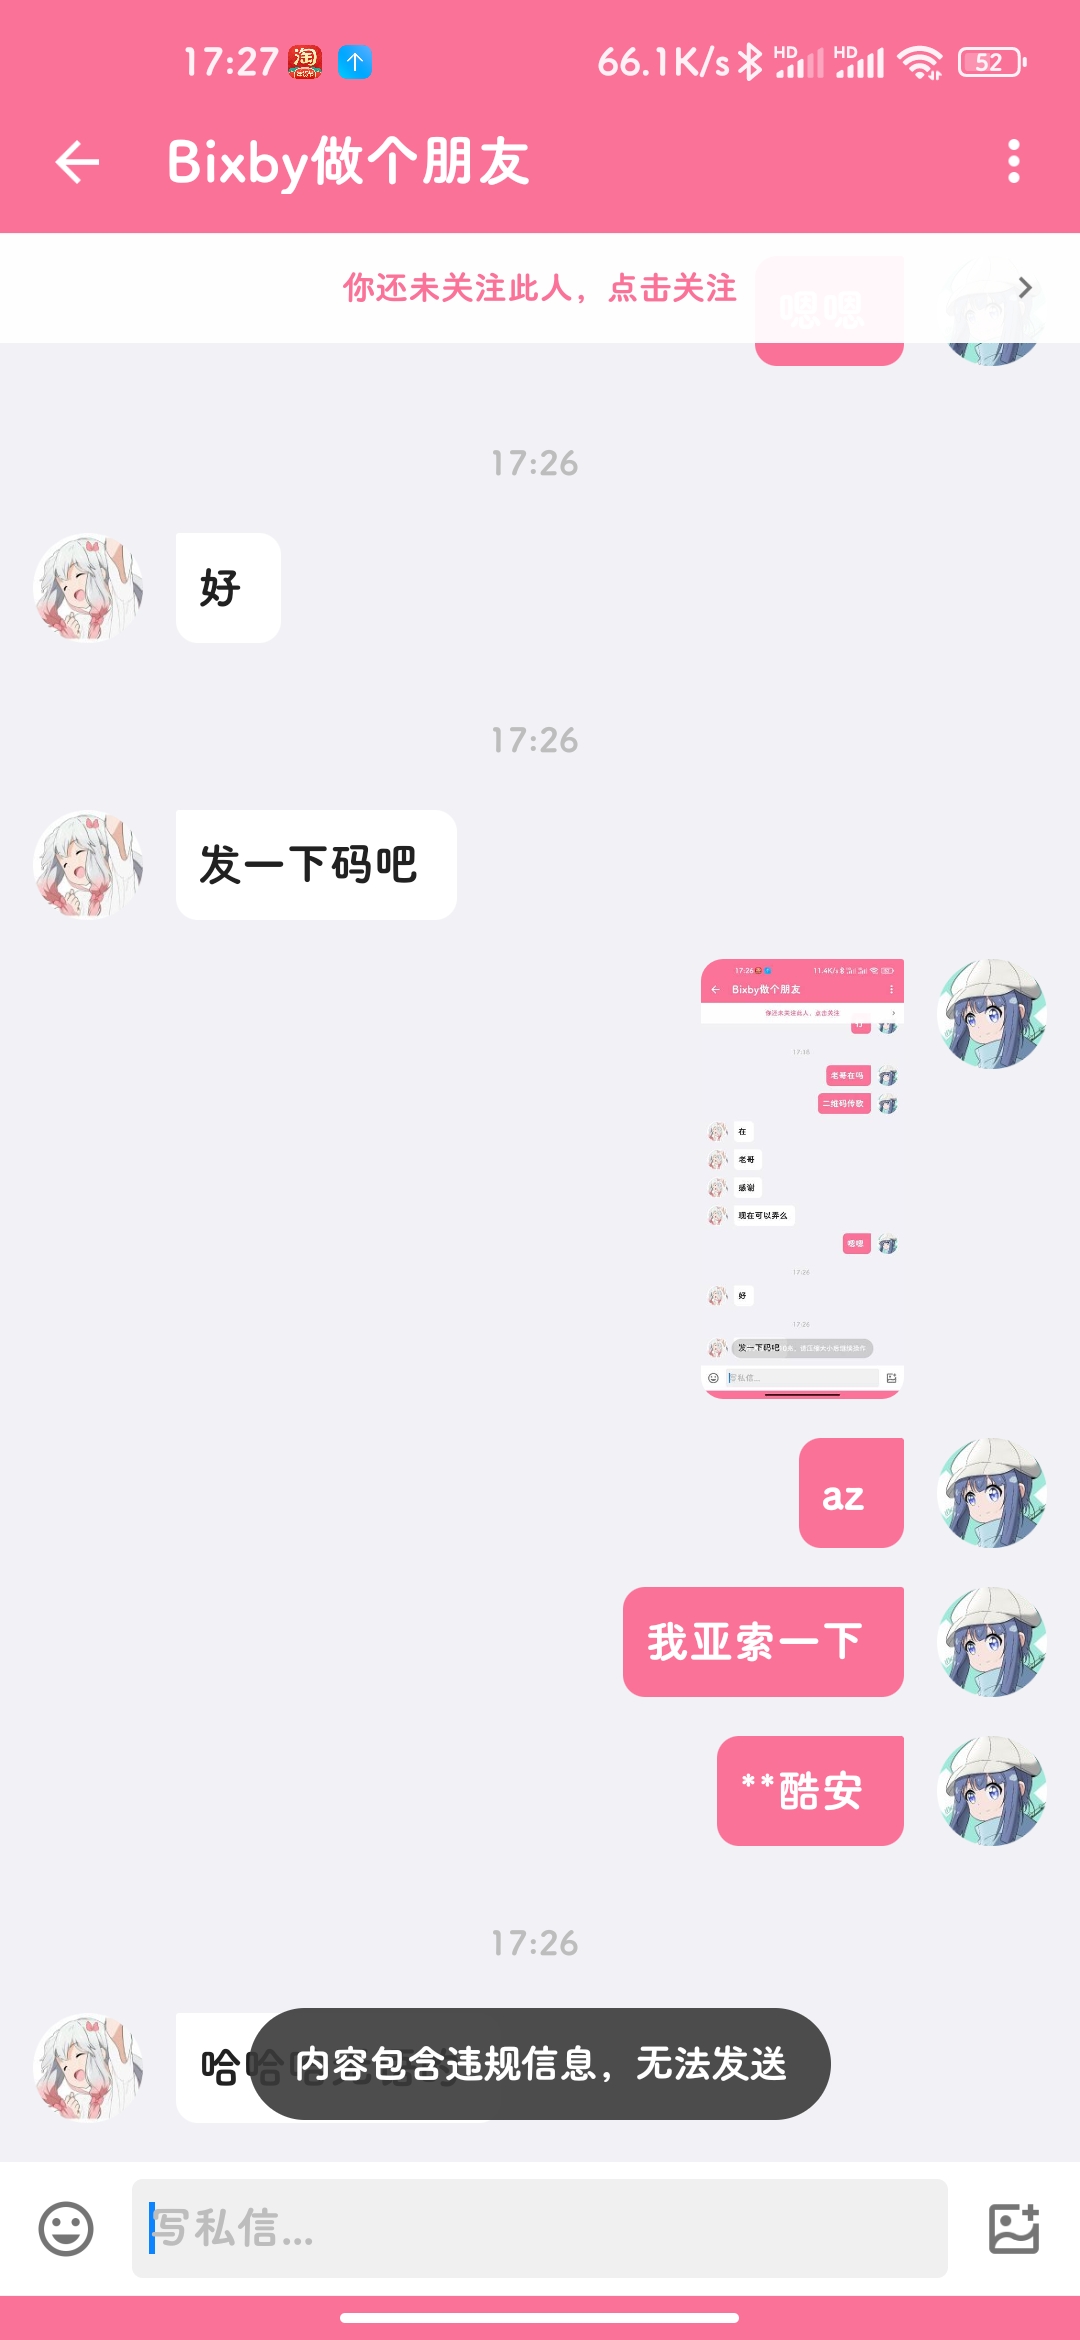 17:27 淘 66.1K/s HD HD 52
Bixby做个朋友
你还未关注此人，点击关注
嗯嗯
17:26
好
17:26
发一下码吧
17:26 11.4K/s
Bixby做个朋友
你还未关注此人，点击关注
17:18
老哥在吗
二维码传歌
在
老哥
感谢
现在可以弄么
嗯嗯
17:26
好
17:26
发一下码吧
写私信...
az
我亚索一下
**酷安
17:26
哈哈
内容包含违规信息，无法发送
写私信...